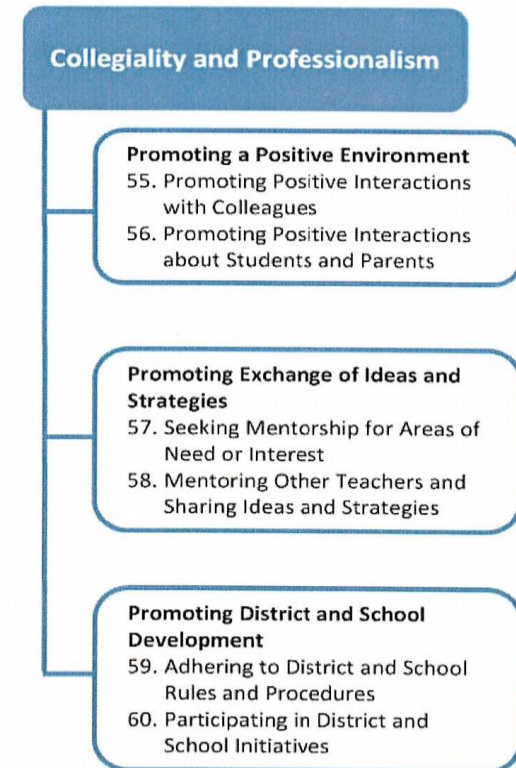 Collegiality and Professionalism
Promoting a Positive Environment
55. Promoting Positive Interactions
with Colleagues
56. Promoting Positive Interactions
about Students and Parents
Promoting Exchange of Ideas and
Strategies
57. Seeking Mentorship for Areas of
Need or Interest
58. Mentoring Other Teachers and
Sharing Ideas and Strategies
Promoting District and School
Development
59. Adhering to District and School
Rules and Procedures
60. Participating in District and
School Initiatives